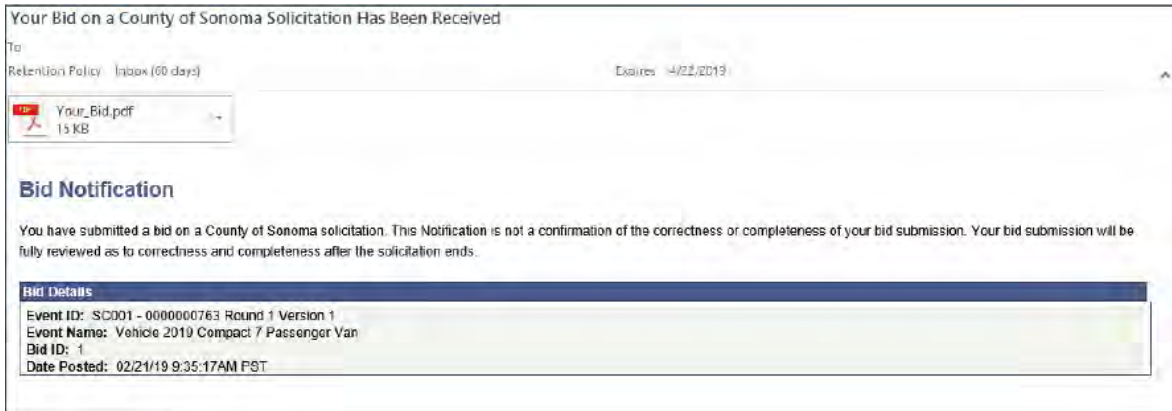 Your Bid on a County of Sonoma Solicitation Has Been Received
To
Retention Policy Inbox (60 days) Expires 4/22/2019
PDF
Your_Bid.pdf
15 KB
Bid Notification
You have submitted a bid on a County of Sonoma solicitation. This Notification is not a confirmation of the correctness or completeness of your bid submission. Your bid submission will be
fully reviewed as to correctness and completeness after the solicitation ends.
Bid Details
Event ID: SC001 - 0000000763 Round 1 Version 1
Event Name: Vehicle 2019 Compact 7 Passenger Van
Bid ID: 1
Date Posted: 02/21/19 9:35:17AM PST